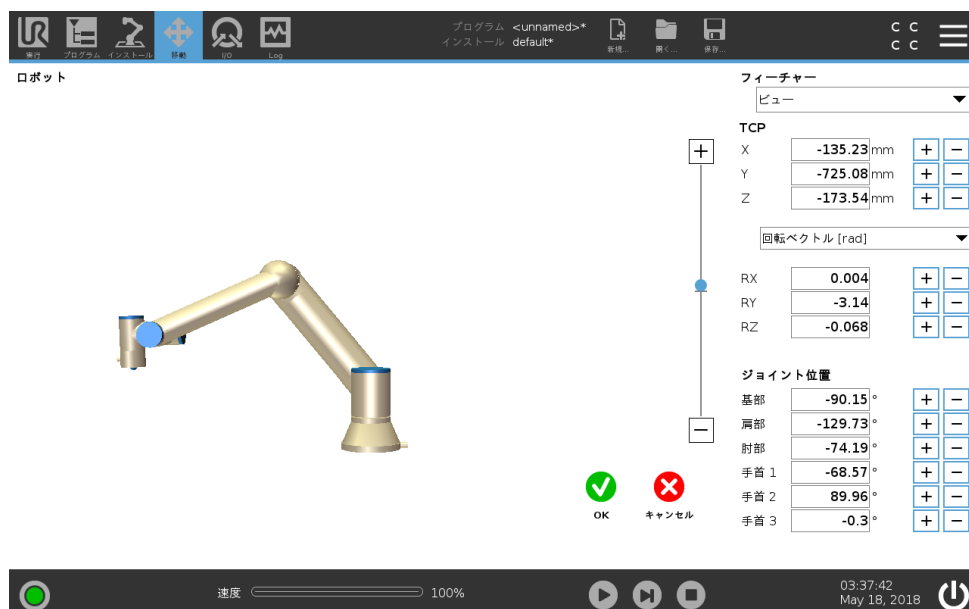 UR
実行
プログラム
インストール
移動
I/O
Log
プログラム <unnamed>*
インストール default*
新規...
開く...
保存...
C C
C C
ロボット
フィーチャー
ビュー
TCP
X -135.23 mm + −
Y -725.08 mm + −
Z -173.54 mm + −
回転ベクトル [rad]
RX 0.004 + −
RY -3.14 + −
RZ -0.068 + −
ジョイント位置
基部 -90.15 ° + −
肩部 -129.73 ° + −
肘部 -74.19 ° + −
手首 1 -68.57 ° + −
手首 2 89.96 ° + −
手首 3 -0.3 ° + −
+
−
OK
キャンセル
速度 100%
03:37:42
May 18, 2018